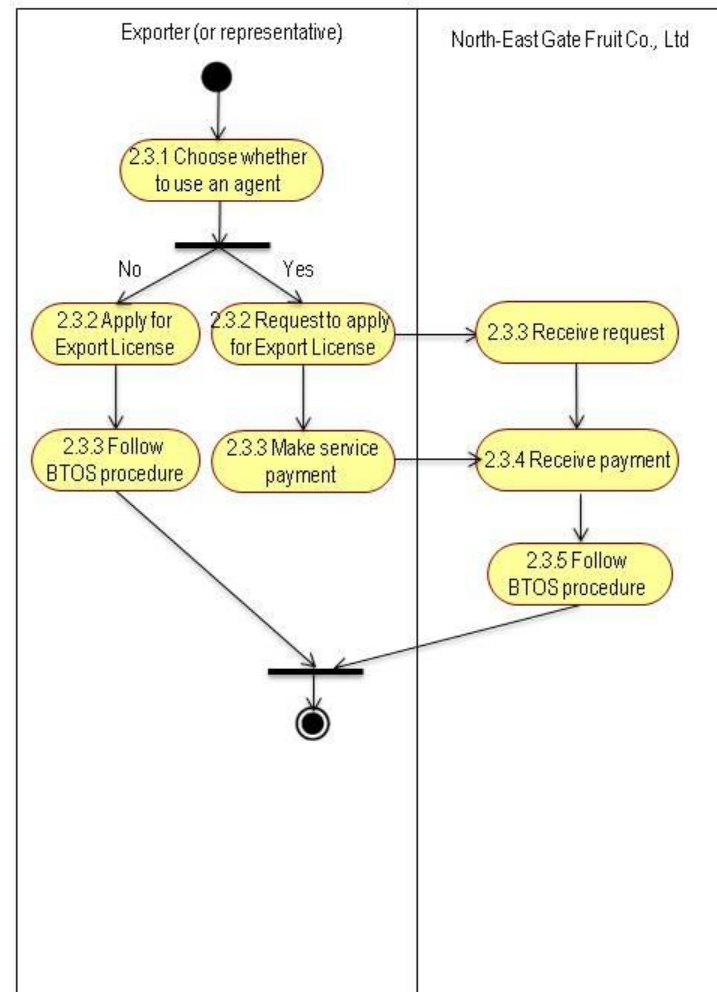 Exporter (or representative)
North-East Gate Fruit Co., Ltd
2.3.1 Choose whether
to use an agent
No
Yes
2.3.2 Apply for
Export License
2.3.2 Request to apply
for Export License
2.3.3 Receive request
2.3.3 Follow
BTOS procedure
2.3.3 Make service
payment
2.3.4 Receive payment
2.3.5 Follow
BTOS procedure